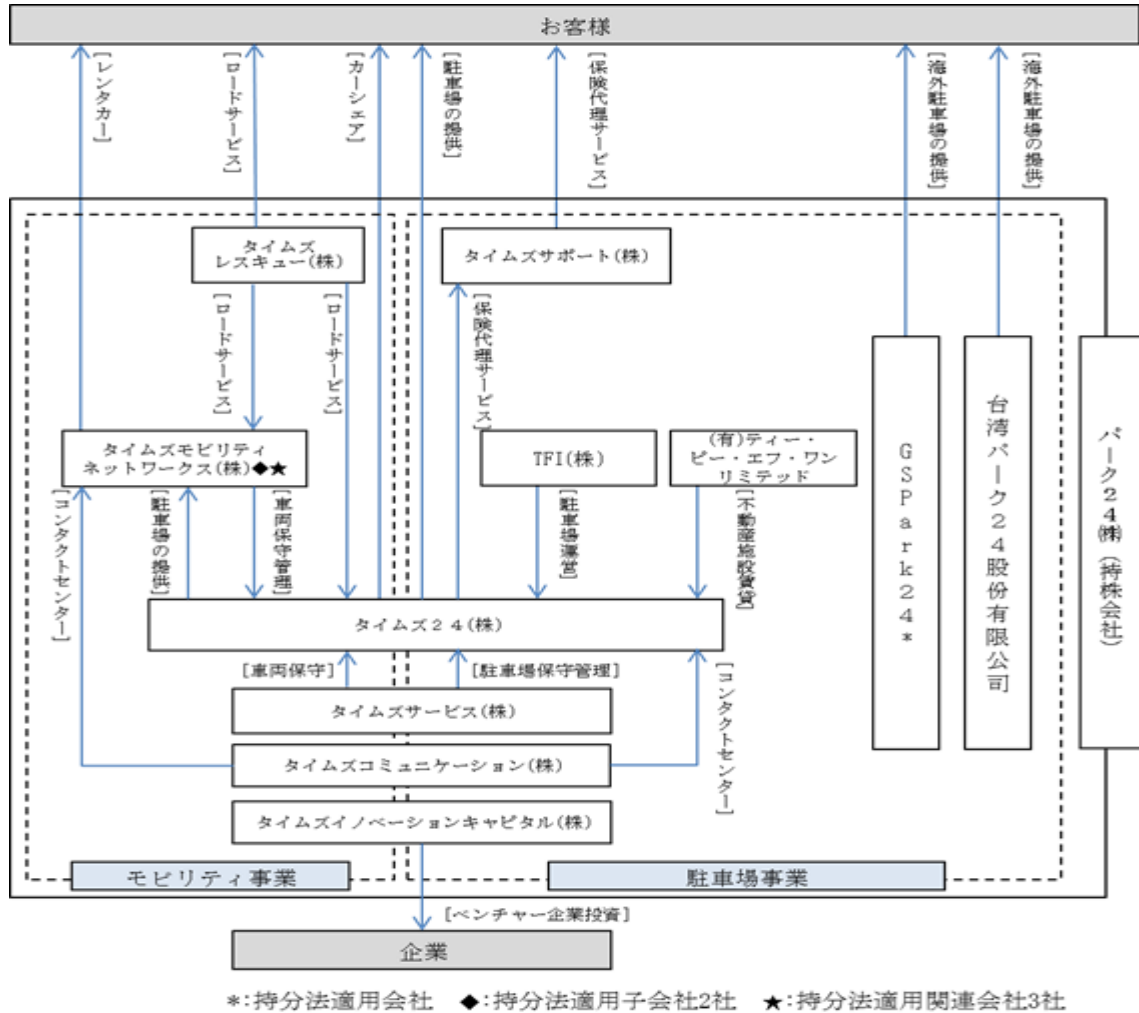 お客様
[レンタカー]
[ロードサービス]
[カーシェア]
[駐車場の提供]
[保険代理サービス]
[海外駐車場の提供]
[海外駐車場の提供]
タイムズ
レスキュー(株)
タイムズサポート(株)
[ロードサービス]
[ロードサービス]
[保険代理サービス]
タイムズモビリティ
ネットワークス(株)◆★
TFI(株)
(有)ティー・
ピー・エフ・ワン
リミテッド
GSPark24*
台湾パーク24股份有限公司
パーク24㈱(持株会社)
[コンタクトセンター]
[駐車場の提供]
[車両保守管理]
[駐車場運営]
[不動産施設賃貸]
タイムズ24(株)
[車両保守]
[駐車場保守管理]
[コンタクトセンター]
タイムズサービス(株)
タイムズコミュニケーション(株)
タイムズイノベーションキャピタル(株)
モビリティ事業
駐車場事業
[ベンチャー企業投資]
企業
*:持分法適用会社 ◆:持分法適用子会社2社 ★:持分法適用関連会社3社